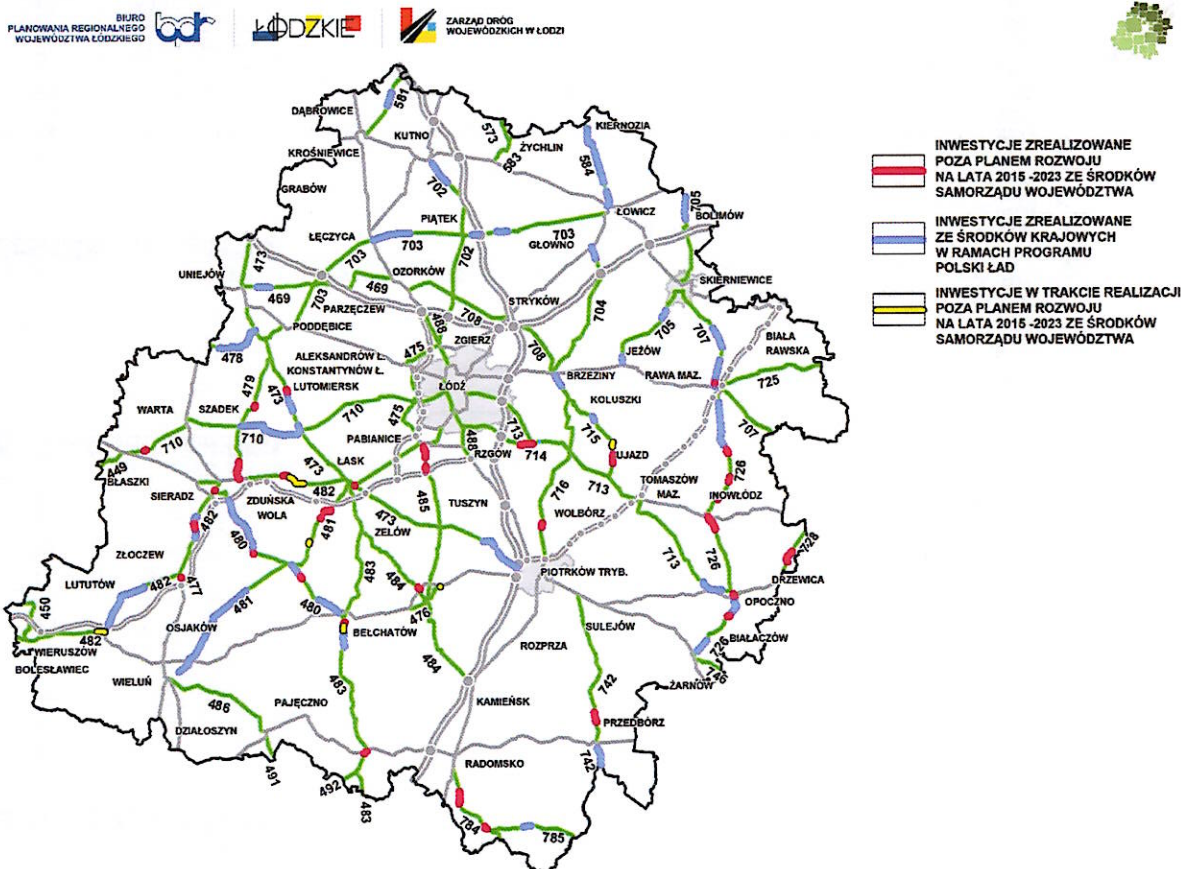 BIURO
PLANOWANIA REGIONALNEGO
WOJEWÓDZTWA ŁÓDZKIEGO
bpr
ŁÓDZKIE
ZARZĄD DRÓG
WOJEWÓDZKICH W ŁODZI
INWESTYCJE ZREALIZOWANE
POZA PLANEM ROZWOJU
NA LATA 2015 -2023 ZE ŚRODKÓW
SAMORZĄDU WOJEWÓDZTWA
INWESTYCJE ZREALIZOWANE
ZE ŚRODKÓW KRAJOWYCH
W RAMACH PROGRAMU
POLSKI ŁAD
INWESTYCJE W TRAKCIE REALIZACJI
POZA PLANEM ROZWOJU
NA LATA 2015 -2023 ZE ŚRODKÓW
SAMORZĄDU WOJEWÓDZTWA
DĄBROWICE
581
KUTNO
573
KIERNOZIA
KROŚNIEWICE
ŻYCHLIN
583
584
GRABÓW
702
705
PIĄTEK
ŁOWICZ
BOLIMÓW
ŁĘCZYCA
703
703
703
GŁOWNO
702
473
UNIEJÓW
469
703
469
OZORKÓW
SKIERNIEWICE
PARZĘCZEW
STRYKÓW
704
PODDĘBICE
488
708
ZGIERZ
708
705
707
BIAŁA
RAWSKA
478
ALEKSANDRÓW Ł.
475
JEŻÓW
KONSTANTYNÓW Ł.
LUTOMIERSK
ŁÓDŹ
BRZEZINY
RAWA MAZ.
725
479
473
KOLUSZKI
WARTA
SZADEK
710
475
713
715
707
710
710
PABIANICE
488
RZGÓW
714
UJAZD
726
449
BŁASZKI
ŁASK
473
482
713
TOMASZÓW
MAZ.
INOWŁÓDZ
SIERADZ
ZDUŃSKA
WOLA
TUSZYN
485
716
482
481
473
WOLBÓRZ
480
ZELÓW
ZŁOCZEW
726
728
483
713
484
PIOTRKÓW TRYB.
DRZEWICA
LUTUTÓW
482
477
481
480
476
OPOCZNO
450
OSJAKÓW
BEŁCHATÓW
SULEJÓW
BIAŁACZÓW
482
WIERUSZÓW
ROZPRZA
726
BOLESŁAWIEC
484
WIELUŃ
483
742
ŻARNÓW
746
KAMIEŃSK
486
PAJĘCZNO
PRZEDBÓRZ
DZIAŁOSZYN
742
491
RADOMSKO
492
483
784
785